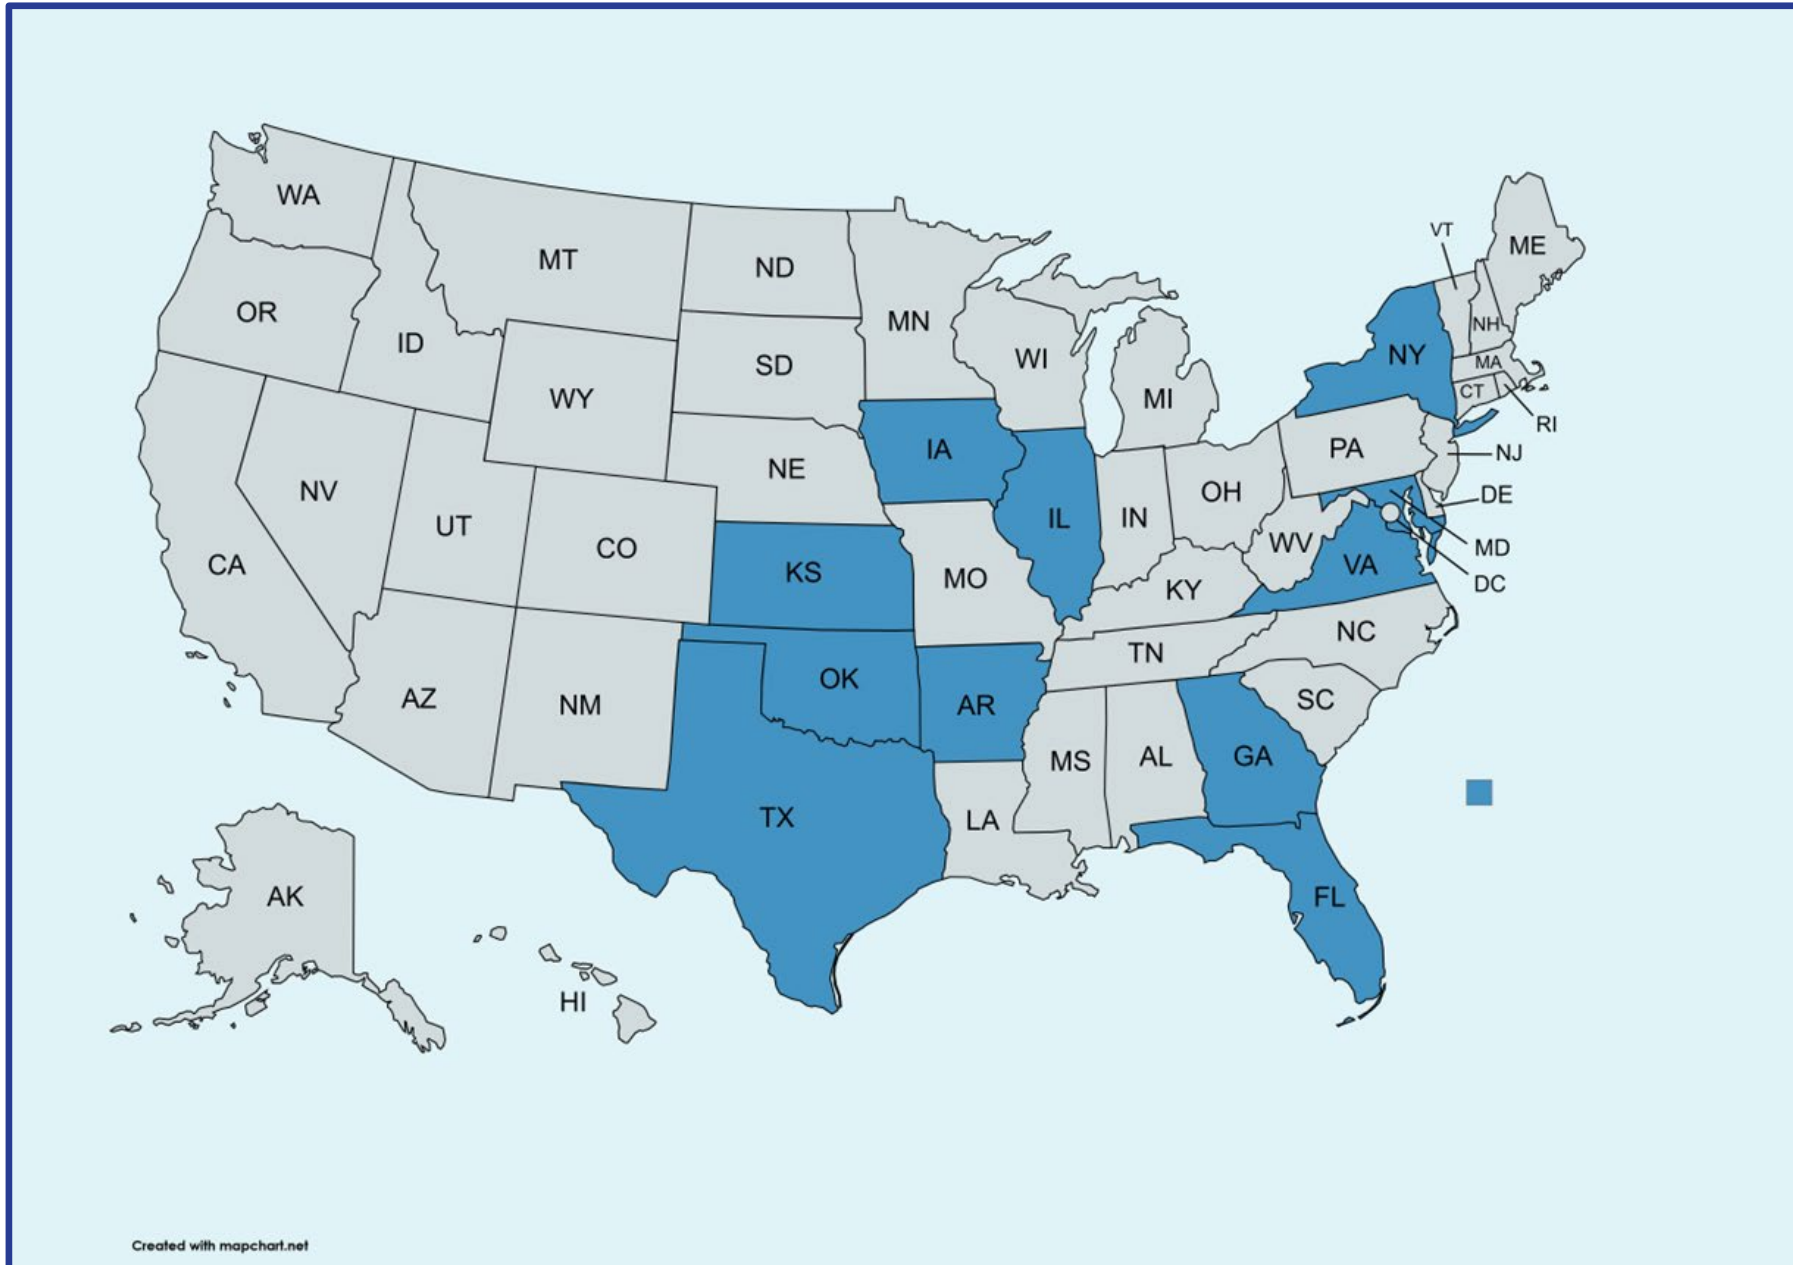 WA
VT
ME
MT
ND
OR
MN
NH
ID
SD
WI
NY
MA
WY
MI
CT
RI
IA
PA
NJ
NE
NV
OH
DE
UT
IL
IN
CO
WV
MD
CA
KS
MO
VA
DC
KY
NC
TN
OK
AZ
NM
AR
SC
MS
AL
GA
TX
LA
AK
FL
HI
Created with mapchart.net